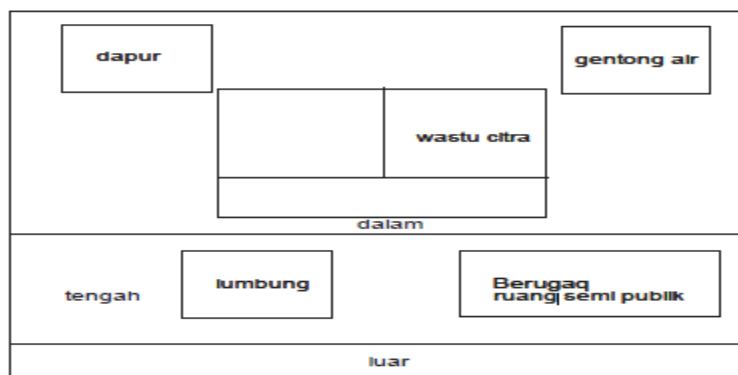 dapur
gentong air
wastu citra
dalam
tengah
lumbung
Berugaq
ruang semi publik
luar